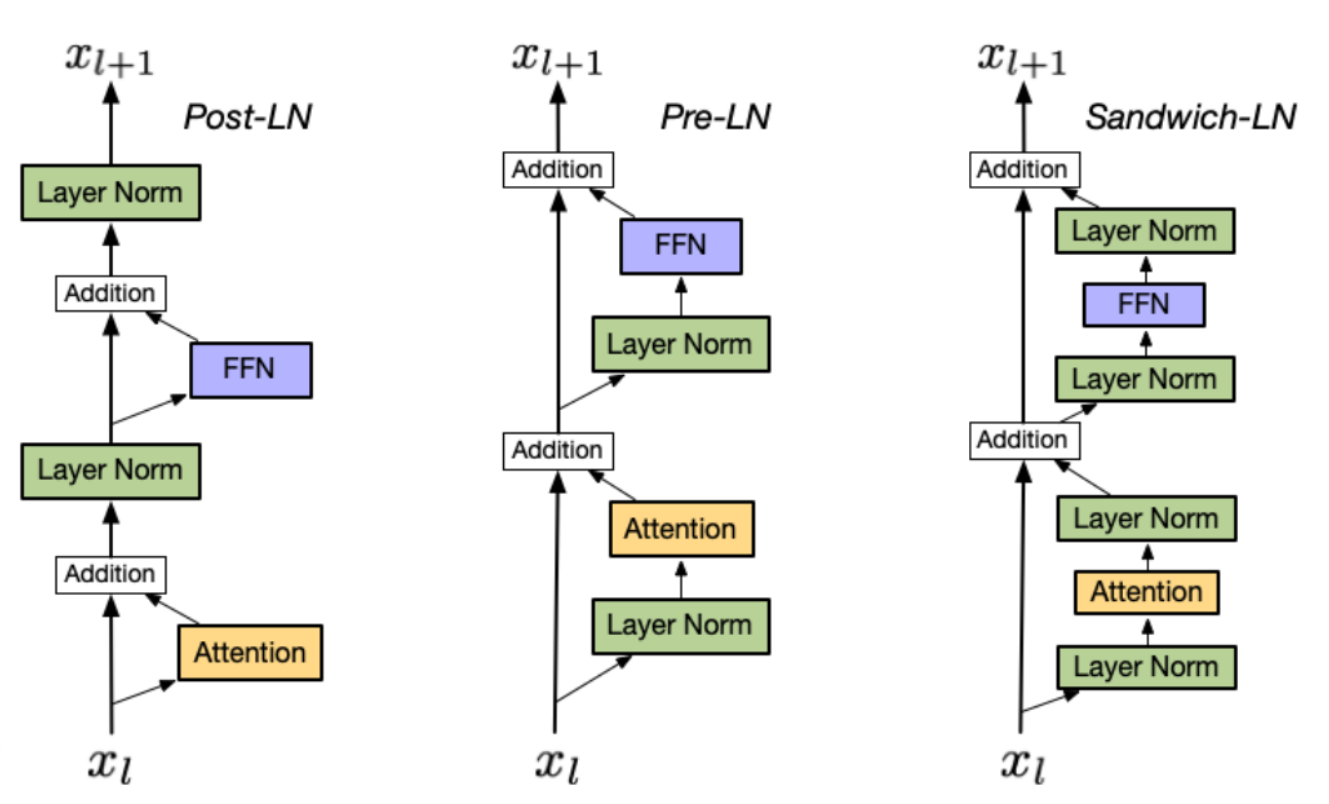 x_{l+1}
Post-LN
Layer Norm
Addition
FFN
Layer Norm
Addition
Attention
x_l
x_{l+1}
Pre-LN
Addition
FFN
Layer Norm
Addition
Attention
Layer Norm
x_l
x_{l+1}
Sandwich-LN
Addition
Layer Norm
FFN
Layer Norm
Addition
Layer Norm
Attention
Layer Norm
x_l